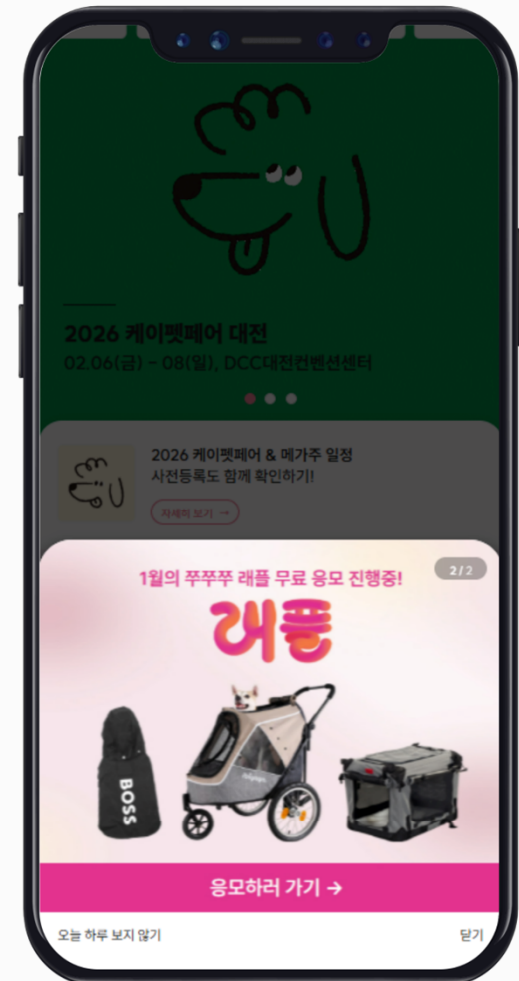 2026 케이펫페어 대전
02.06(금) - 08(일), DCC대전컨벤션센터
2026 케이펫페어 & 메가주 일정
사전등록도 함께 확인하기!
자세히 보기 →
2/2
1월의 쭈쭈쭈 래플 무료 응모 진행중!
래플
BOSS
응모하러 가기 →
오늘 하루 보지 않기
닫기